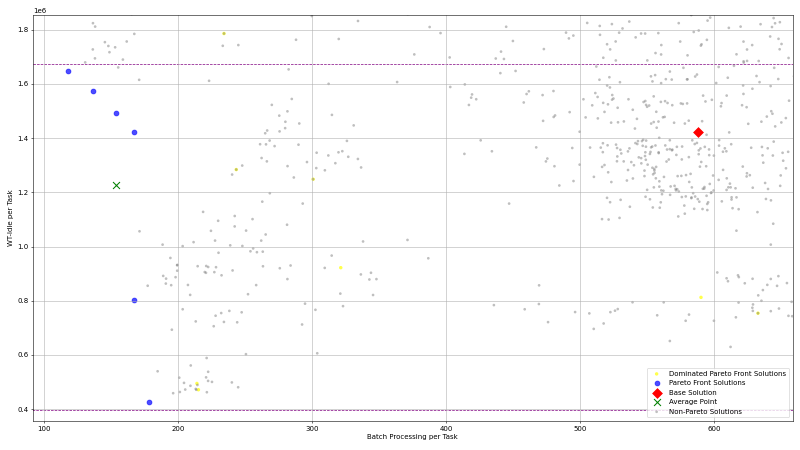 1e6
1.8
1.6
1.4
1.2
1.0
0.8
0.6
0.4
WT-Idle per Task
100
200
300
400
500
600
Batch Processing per Task
Dominated Pareto Front Solutions
Pareto Front Solutions
Base Solution
Average Point
Non-Pareto Solutions